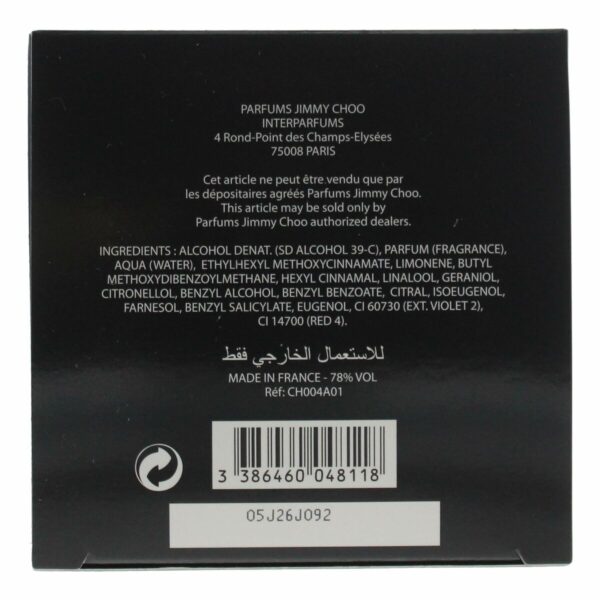 PARFUMS JIMMY CHOO
INTERPARFUMS
4 Rond-Point des Champs-Elysées
75008 PARIS
Cet article ne peut être vendu que par
les dépositaires agréés Parfums Jimmy Choo.
This article may be sold only by
Parfums Jimmy Choo authorized dealers.
INGREDIENTS : ALCOHOL DENAT. (SD ALCOHOL 39-C), PARFUM (FRAGRANCE),
AQUA (WATER), ETHYLHEXYL METHOXYCINNAMATE, LIMONENE, BUTYL
METHOXYDIBENZOYLMETHANE, HEXYL CINNAMAL, LINALOOL, GERANIOL,
CITRONELLOL, BENZYL ALCOHOL, BENZYL BENZOATE, CITRAL, ISOEUGENOL,
FARNESOL, BENZYL SALICYLATE, EUGENOL, CI 60730 (EXT. VIOLET 2),
CI 14700 (RED 4).
للاستعمال الخارجي فقط
MADE IN FRANCE - 78% VOL
Réf: CH004A01
3 386460 048118
05J26J092